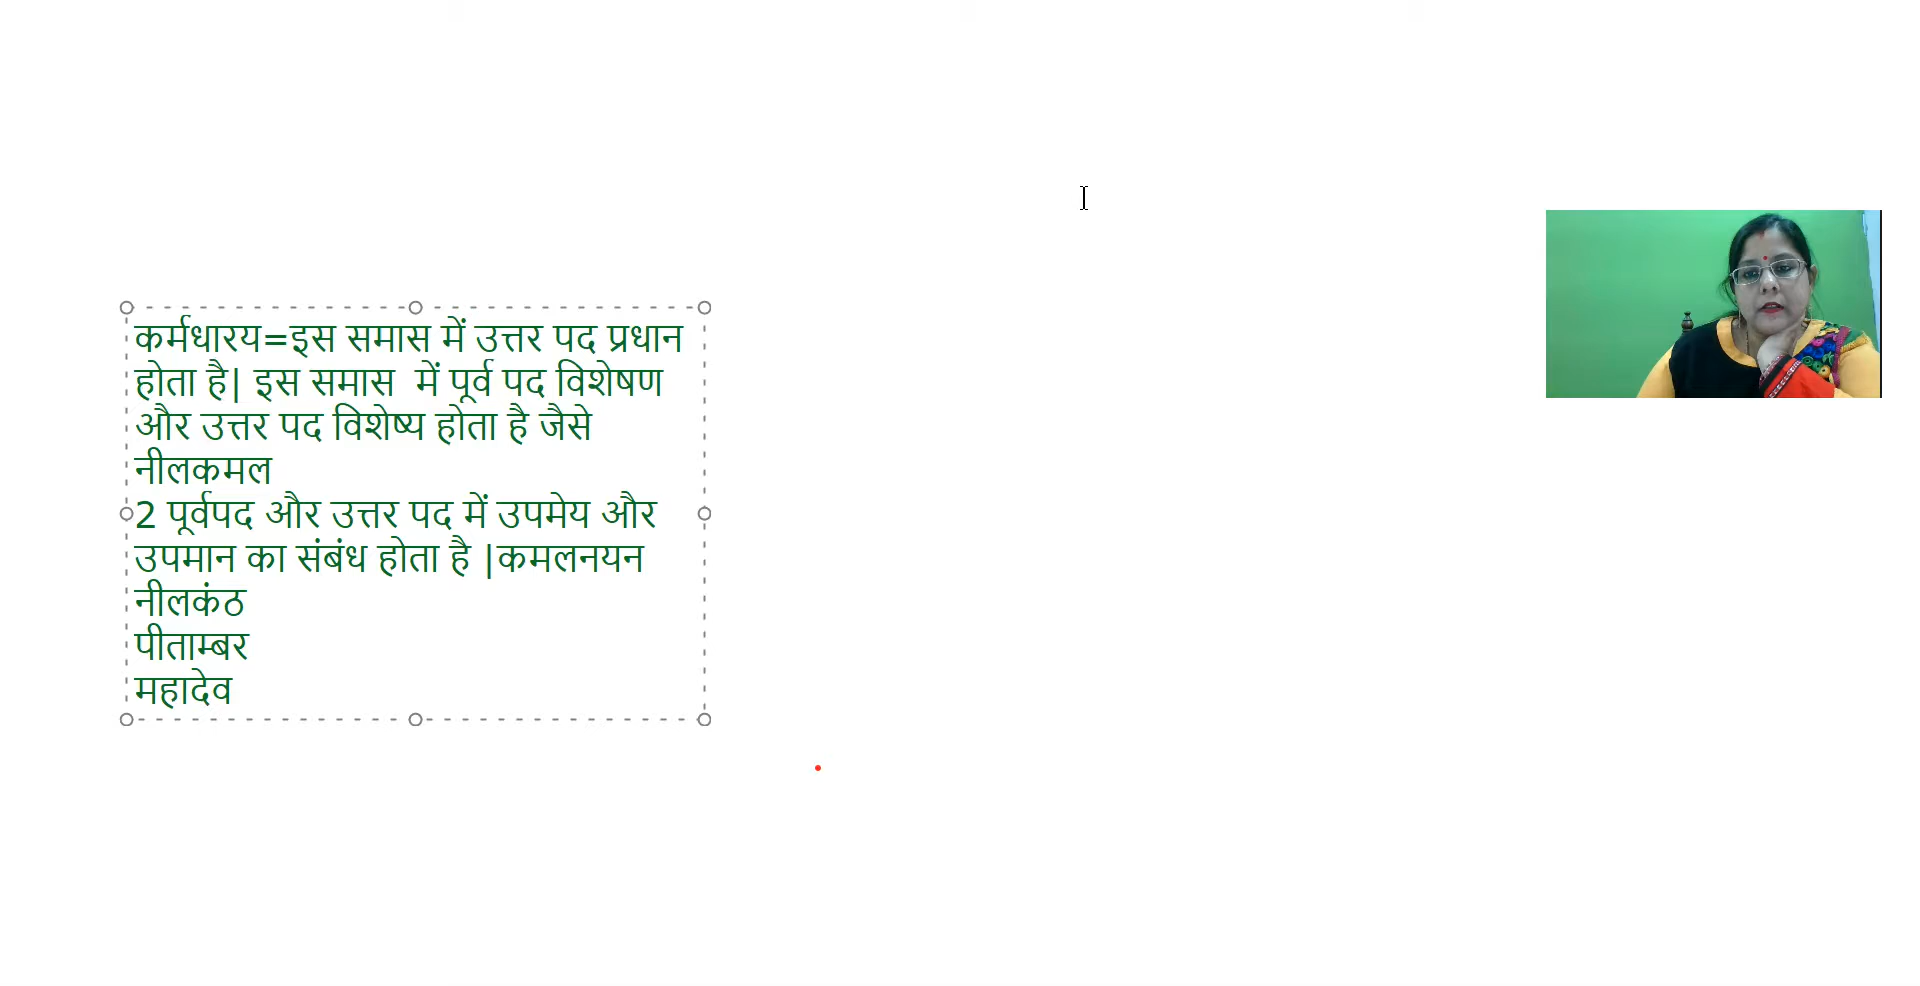 कर्मधारय=इस समास में उत्तर पद प्रधान
होता है| इस समास  में पूर्व पद विशेषण
और उत्तर पद विशेष्य होता है जैसे
नीलकमल
2 पूर्वपद और उत्तर पद में उपमेय और
उपमान का संबंध होता है |कमलनयन
नीलकंठ
पीताम्बर
महादेव